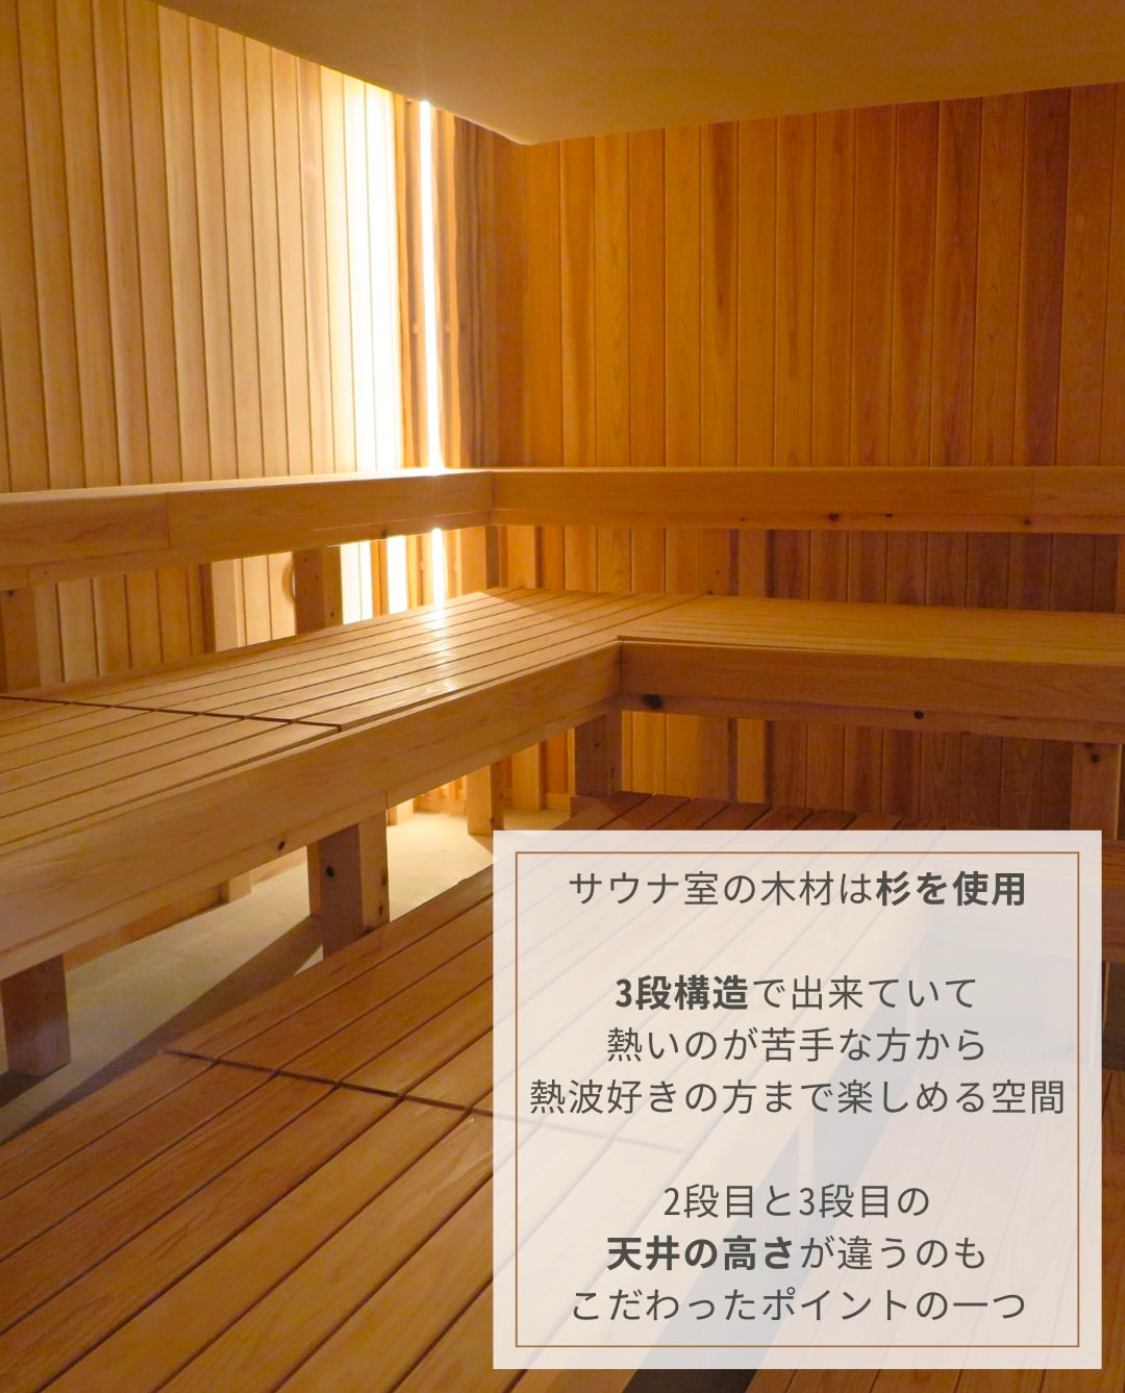 サウナ室の木材は杉を使用
3段構造で出来ていて
熱いのが苦手な方から
熱波好きの方まで楽しめる空間
2段目と3段目の
天井の高さが違うのも
こだわったポイントの一つ